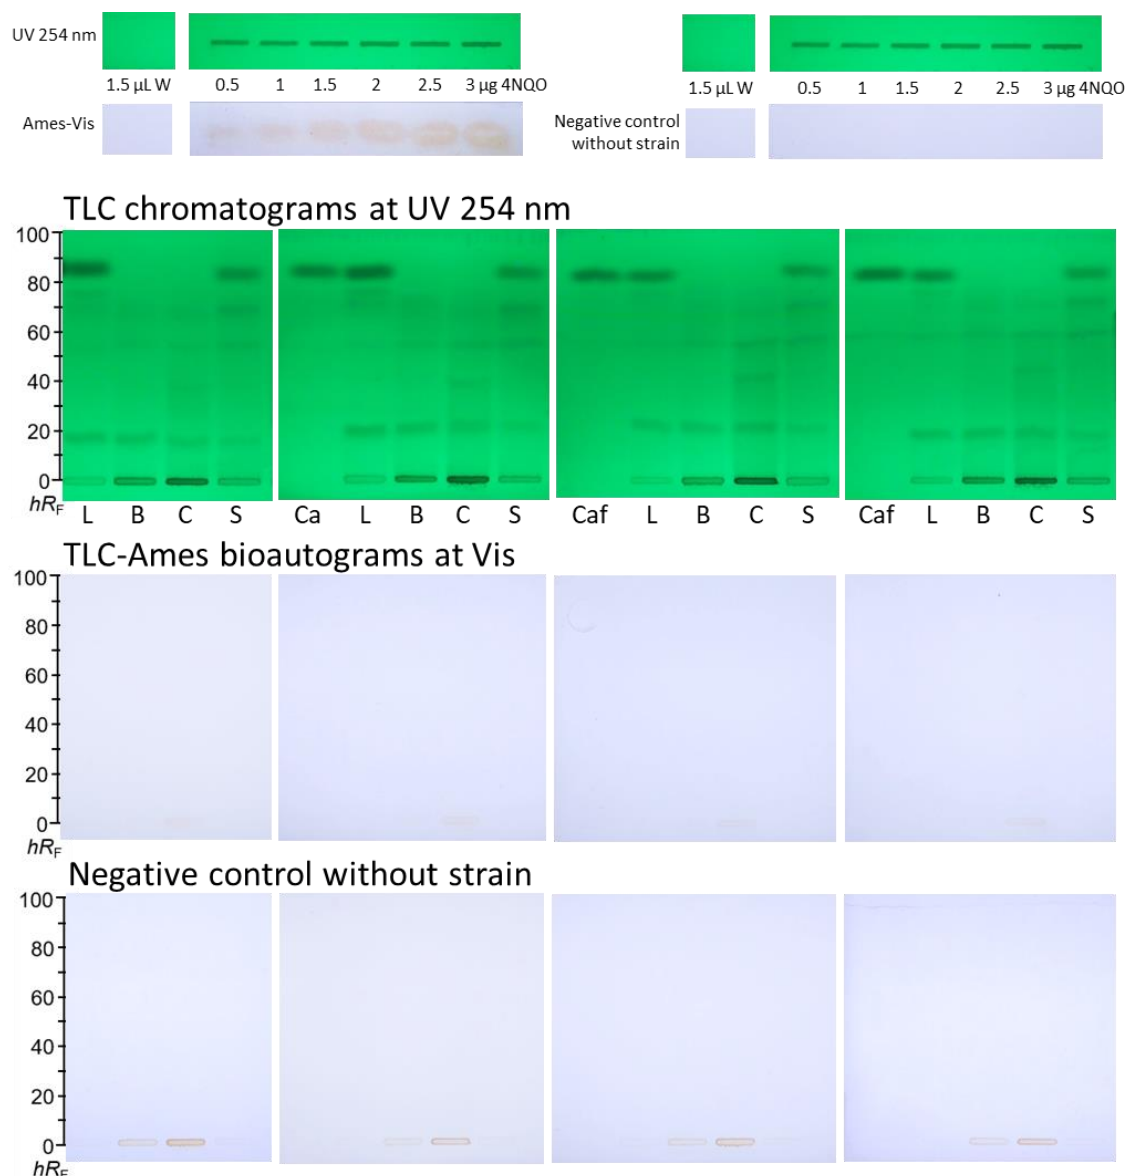 UV 254 nm
1.5 µL W 0.5 1 1.5 2 2.5 3 µg 4NQO 1.5 µL W 0.5 1 1.5 2 2.5 3 µg 4NQO
Ames-Vis
Negative control
without strain
TLC chromatograms at UV 254 nm
100
80
60
40
20
0
hRF
L B C S Ca L B C S Caf L B C S Caf L B C S
TLC-Ames bioautograms at Vis
100
80
60
40
20
0
hRF
Negative control without strain
100
80
60
40
20
0
hRF